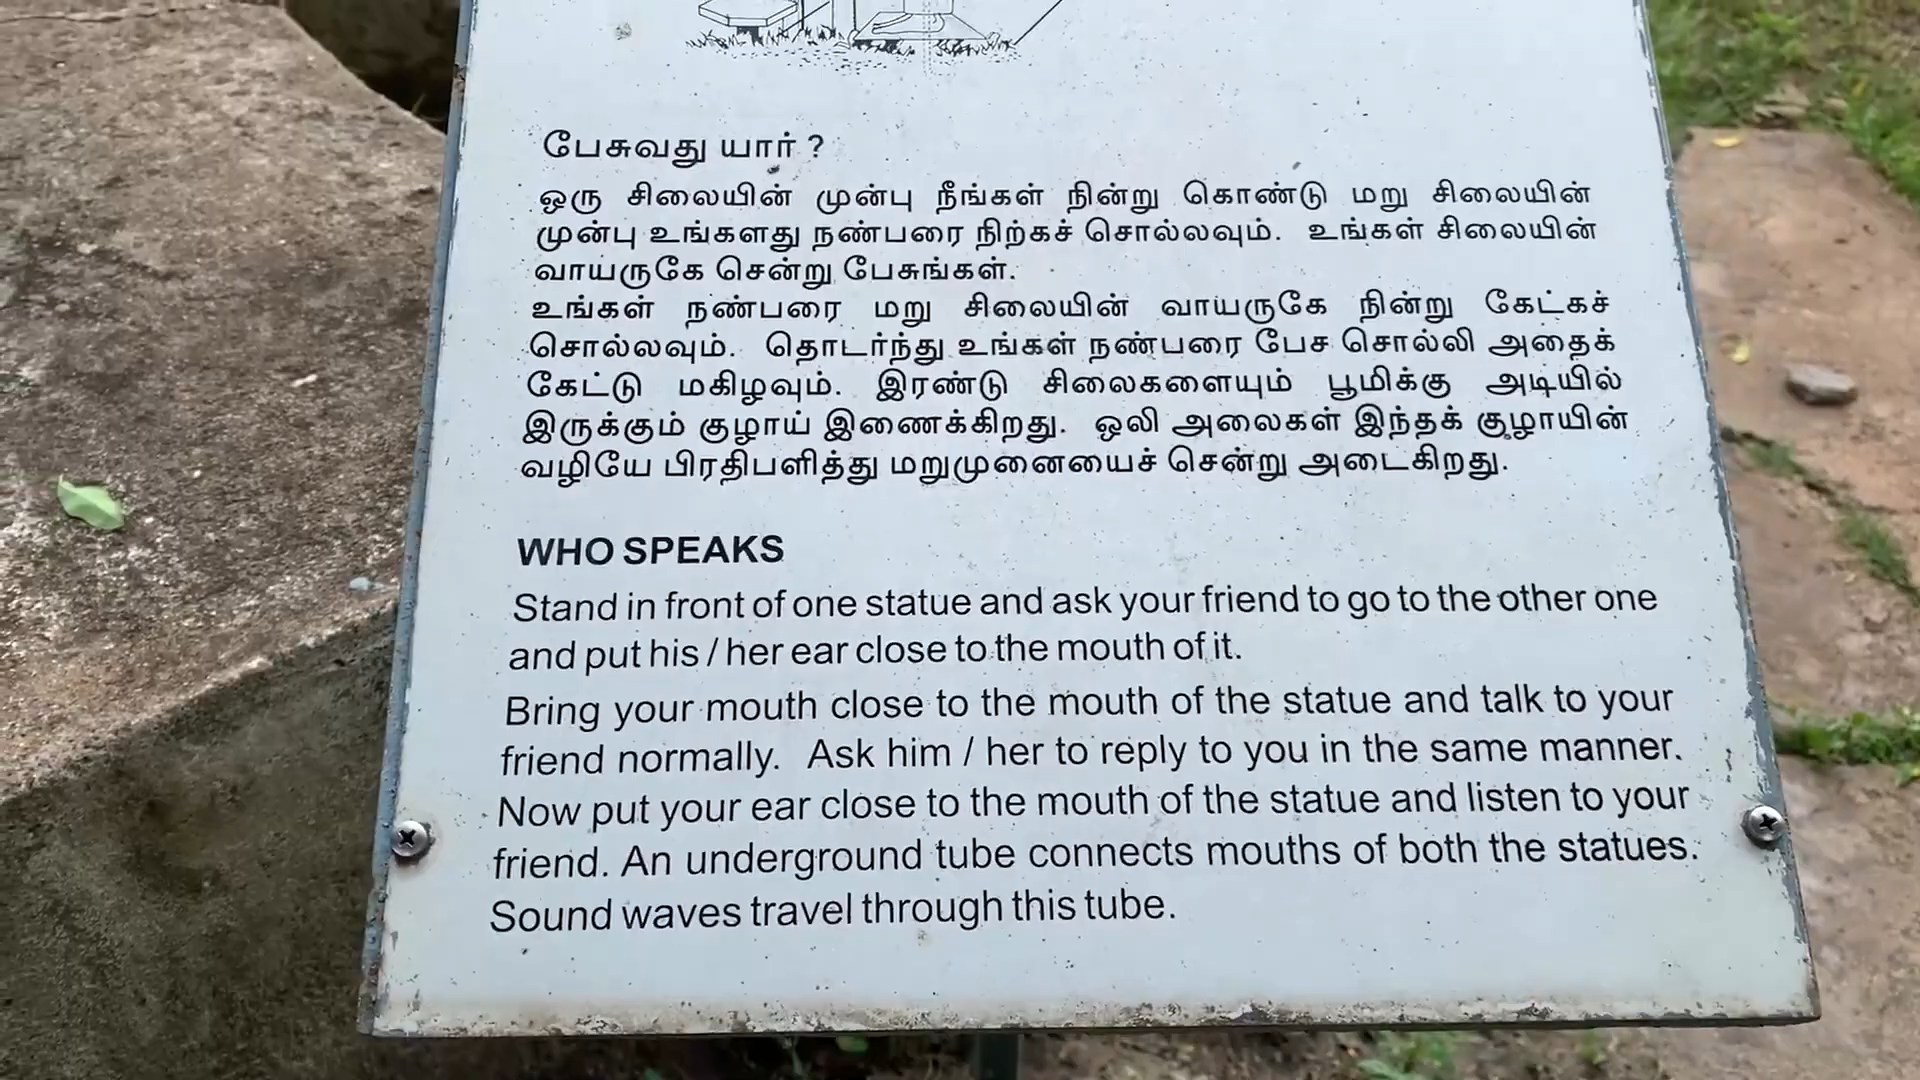 பேசுவது யார் ?
ஒரு சிலையின் முன்பு நீங்கள் நின்று கொண்டு மறு சிலையின்
முன்பு உங்களது நண்பரை நிற்கச் சொல்லவும். உங்கள் சிலையின்
வாயருகே சென்று பேசுங்கள்.
உங்கள் நண்பரை மறு சிலையின் வாயருகே நின்று கேட்கச்
சொல்லவும். தொடர்ந்து உங்கள் நண்பரை பேச சொல்லி அதைக்
கேட்டு மகிழவும். இரண்டு சிலைகளையும் பூமிக்கு அடியில்
இருக்கும் குழாய் இணைக்கிறது. ஒலி அலைகள் இந்தக் குழாயின்
வழியே பிரதிபளித்து மறுமுனையைச் சென்று அடைகிறது.
WHO SPEAKS
Stand in front of one statue and ask your friend to go to the other one
and put his / her ear close to the mouth of it.
Bring your mouth close to the mouth of the statue and talk to your
friend normally. Ask him / her to reply to you in the same manner.
Now put your ear close to the mouth of the statue and listen to your
friend. An underground tube connects mouths of both the statues.
Sound waves travel through this tube.